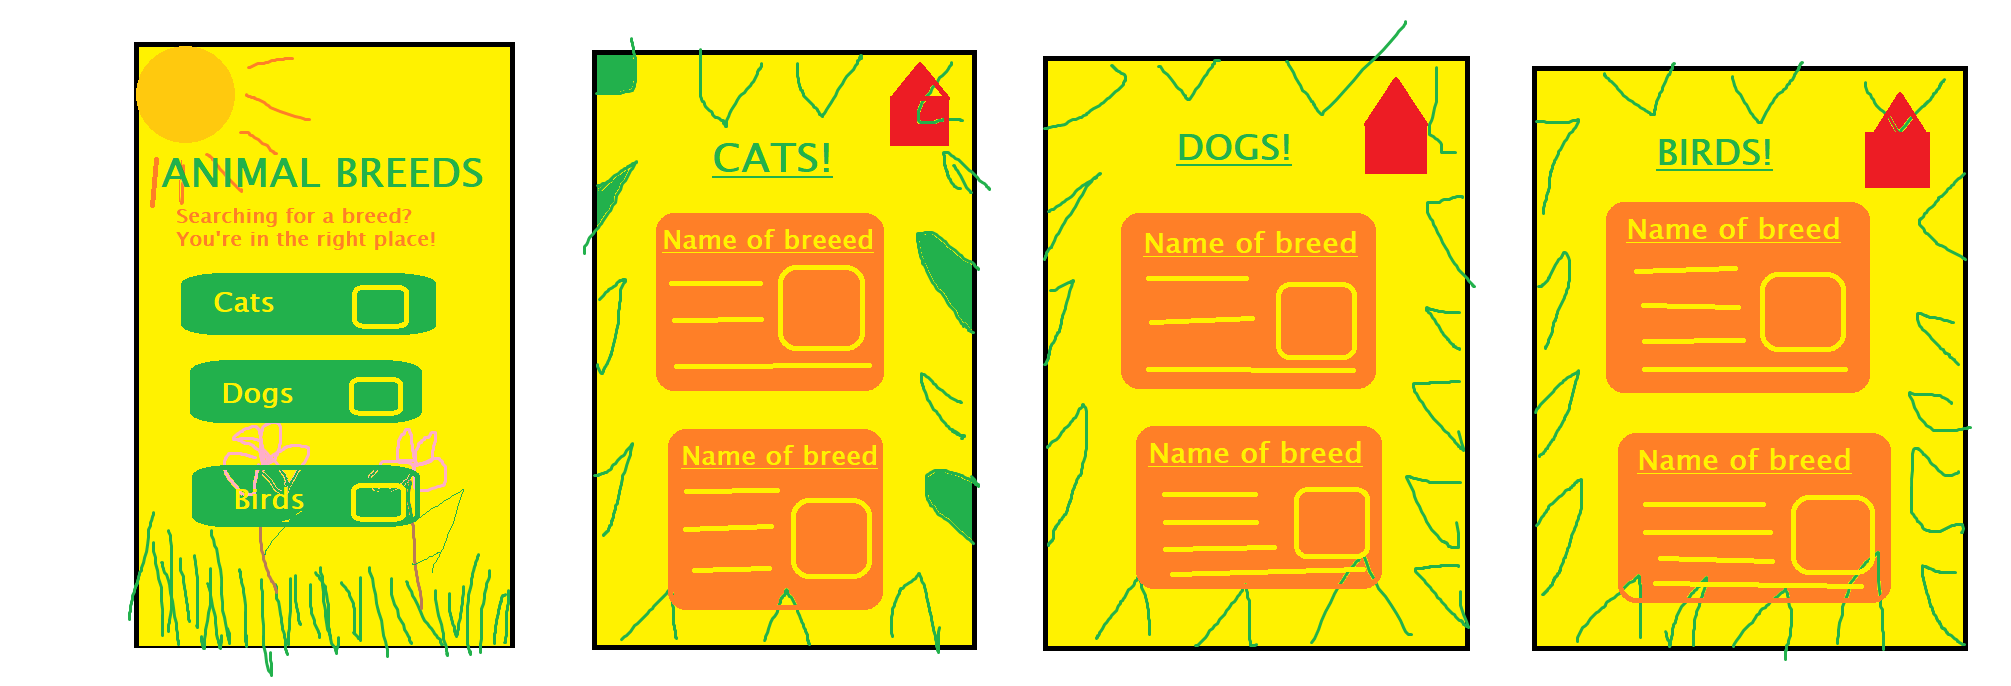 ANIMAL BREEDS
Searching for a breed?
You're in the right place!
Cats
Dogs
Birds
CATS!
Name of breeed
Name of breed
DOGS!
Name of breed
Name of breed
BIRDS!
Name of breed
Name of breed